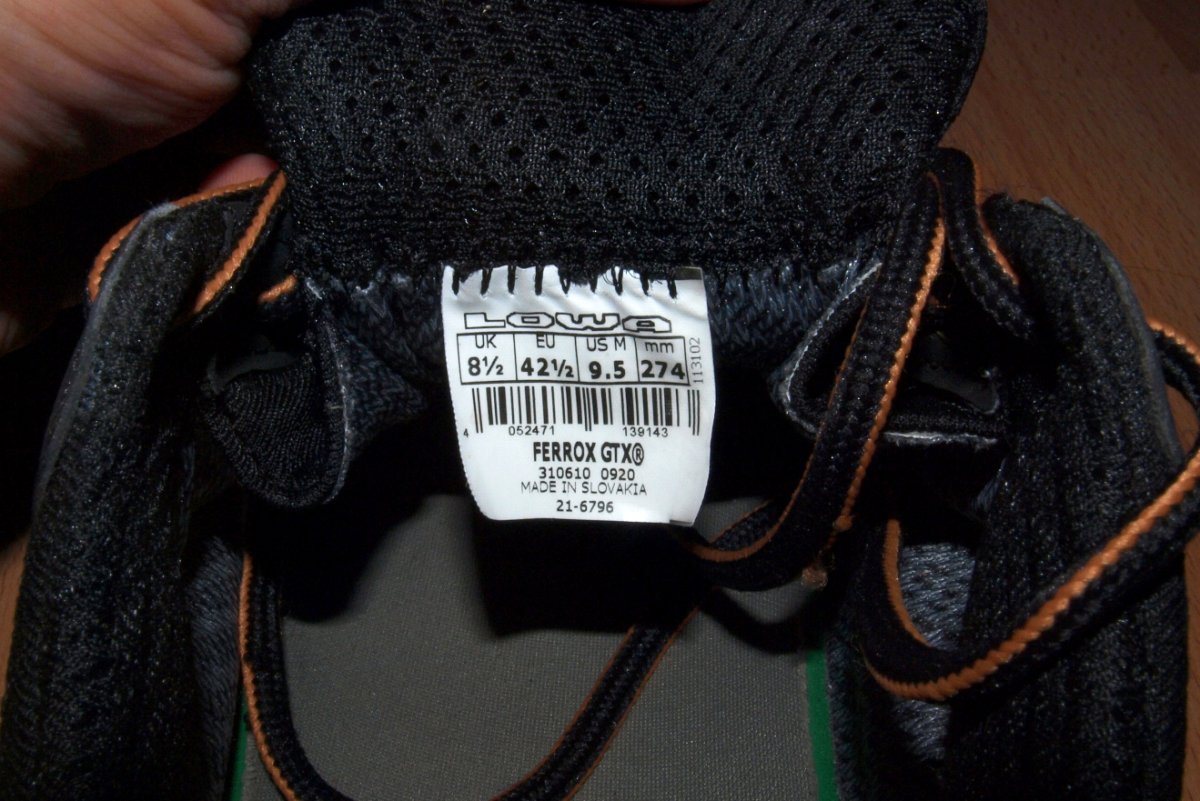 LOWA
UK EU US M mm
8½ 42½ 9.5 274
113102
4 052471 139143
FERROX GTX®
310610 0920
MADE IN SLOVAKIA
21-6796